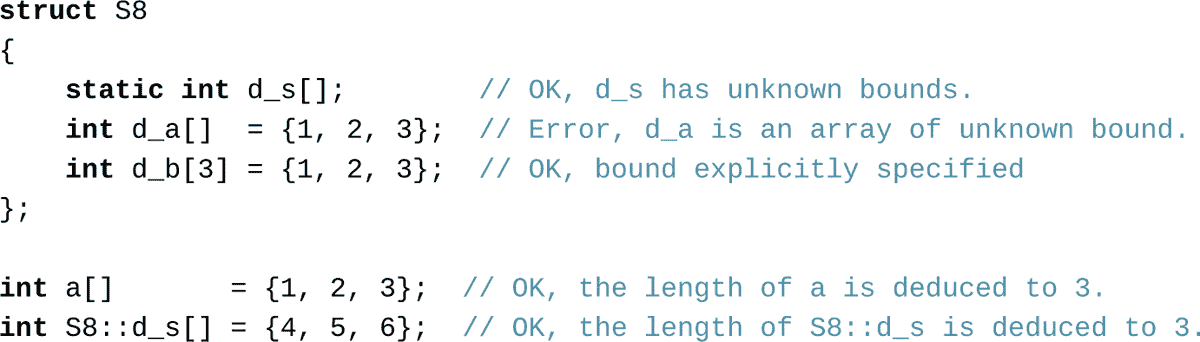 struct S8
{
    static int d_s[];        // OK, d_s has unknown bounds.
    int d_a[]  = {1, 2, 3};  // Error, d_a is an array of unknown bound.
    int d_b[3] = {1, 2, 3};  // OK, bound explicitly specified
};

int a[]       = {1, 2, 3};  // OK, the length of a is deduced to 3.
int S8::d_s[] = {4, 5, 6};  // OK, the length of S8::d_s is deduced to 3.